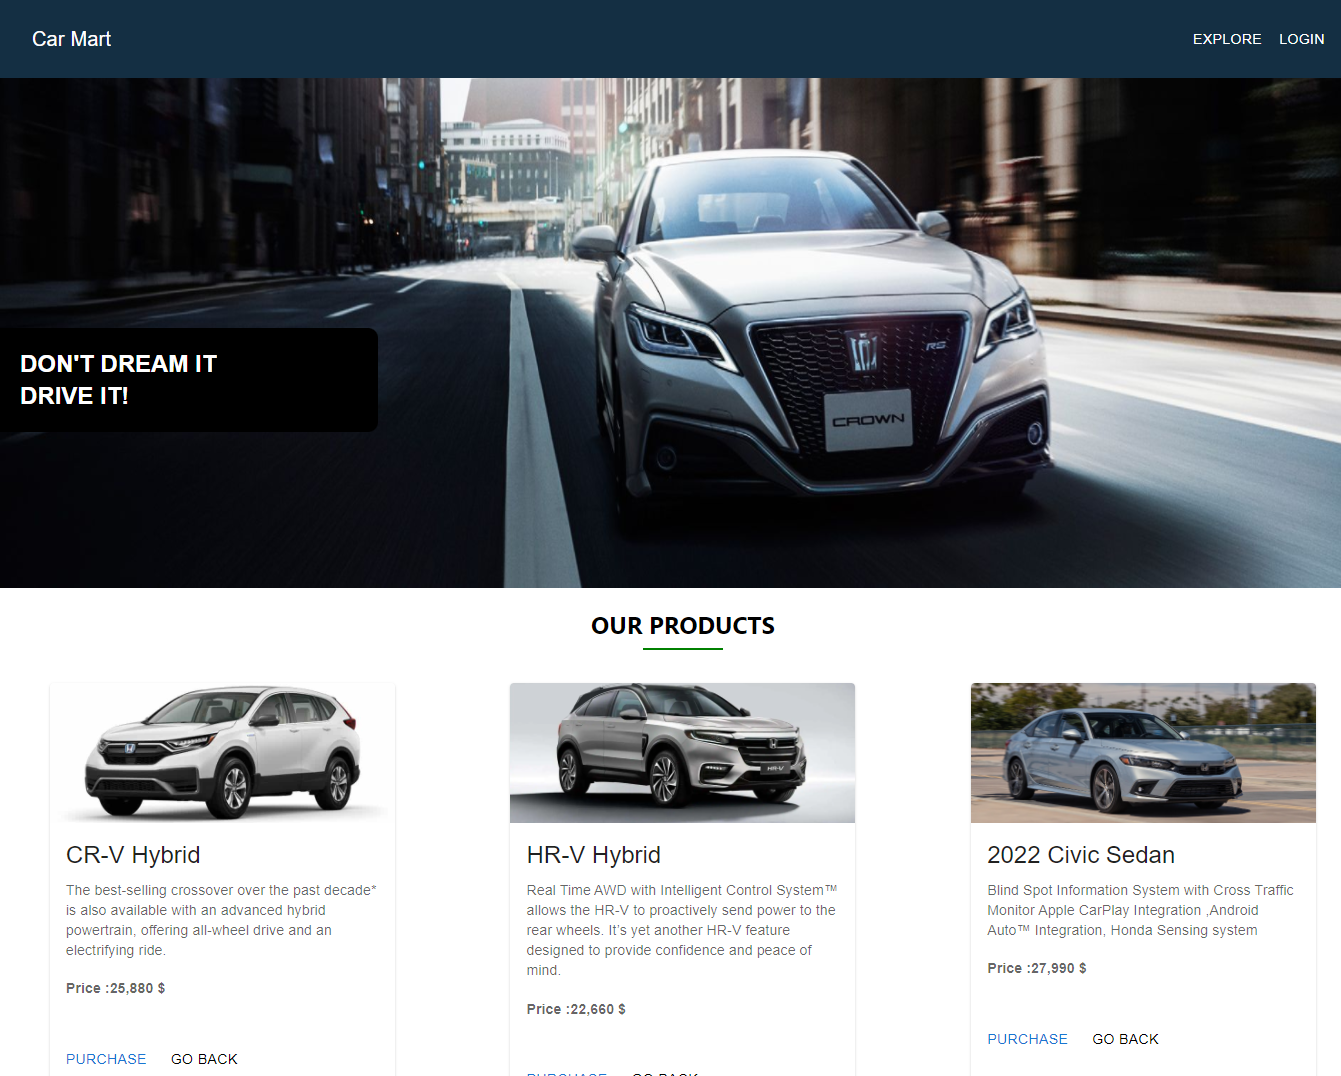 Car Mart
EXPLORE
LOGIN
RS
CROWN
DON'T DREAM IT
DRIVE IT!
OUR PRODUCTS
HR-V
CR-V Hybrid
The best-selling crossover over the past decade*
is also available with an advanced hybrid
powertrain, offering all-wheel drive and an
electrifying ride.
Price :25,880 $
PURCHASE
GO BACK
HR-V Hybrid
Real Time AWD with Intelligent Control System™
allows the HR-V to proactively send power to the
rear wheels. It’s yet another HR-V feature
designed to provide confidence and peace of
mind.
Price :22,660 $
PURCHASE
GO BACK
2022 Civic Sedan
Blind Spot Information System with Cross Traffic
Monitor Apple CarPlay Integration ,Android
Auto™ Integration, Honda Sensing system
Price :27,990 $
PURCHASE
GO BACK